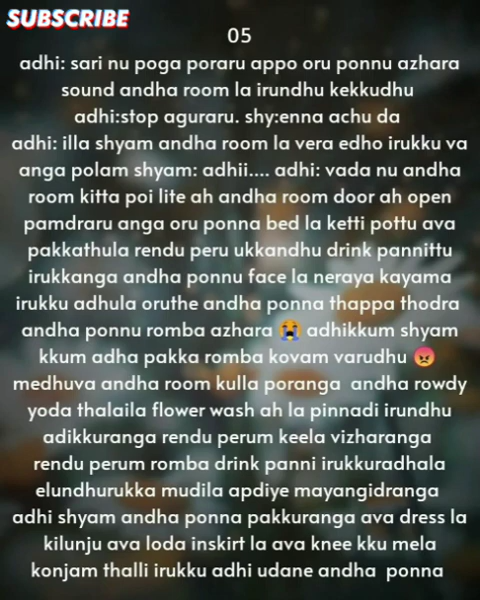 SUBSCRIBE
05
adhi: sari nu poga poraru appo oru ponnu azhara
sound andha room la irundhu kekkudhu
adhi:stop aguraru. shy:enna achu da
adhi: illa shyam andha room la vera edho irukku va
anga polam shyam: adhii.... adhi: vada nu andha
room kitta poi lite ah andha room door ah open
pamdraru anga oru ponna bed la ketti pottu ava
pakkathula rendu peru ukkandhu drink pannittu
irukkanga andha ponnu face la neraya kayama
irukku adhula oruthe andha ponna thappa thodra
andha ponnu romba azhara 😭 adhikkum shyam
kkum adha pakka romba kovam varudhu 😡
medhuva andha room kulla poranga andha rowdy
yoda thalaila flower wash ah la pinnadi irundhu
adikkuranga rendu perum keela vizharanga
rendu perum romba drink panni irukkuradhala
elundhurukka mudila apdiye mayangidranga
adhi shyam andha ponna pakkuranga ava dress la
kilunju ava loda inskirt la ava knee kku mela
konjam thalli irukku adhi udane andha ponna